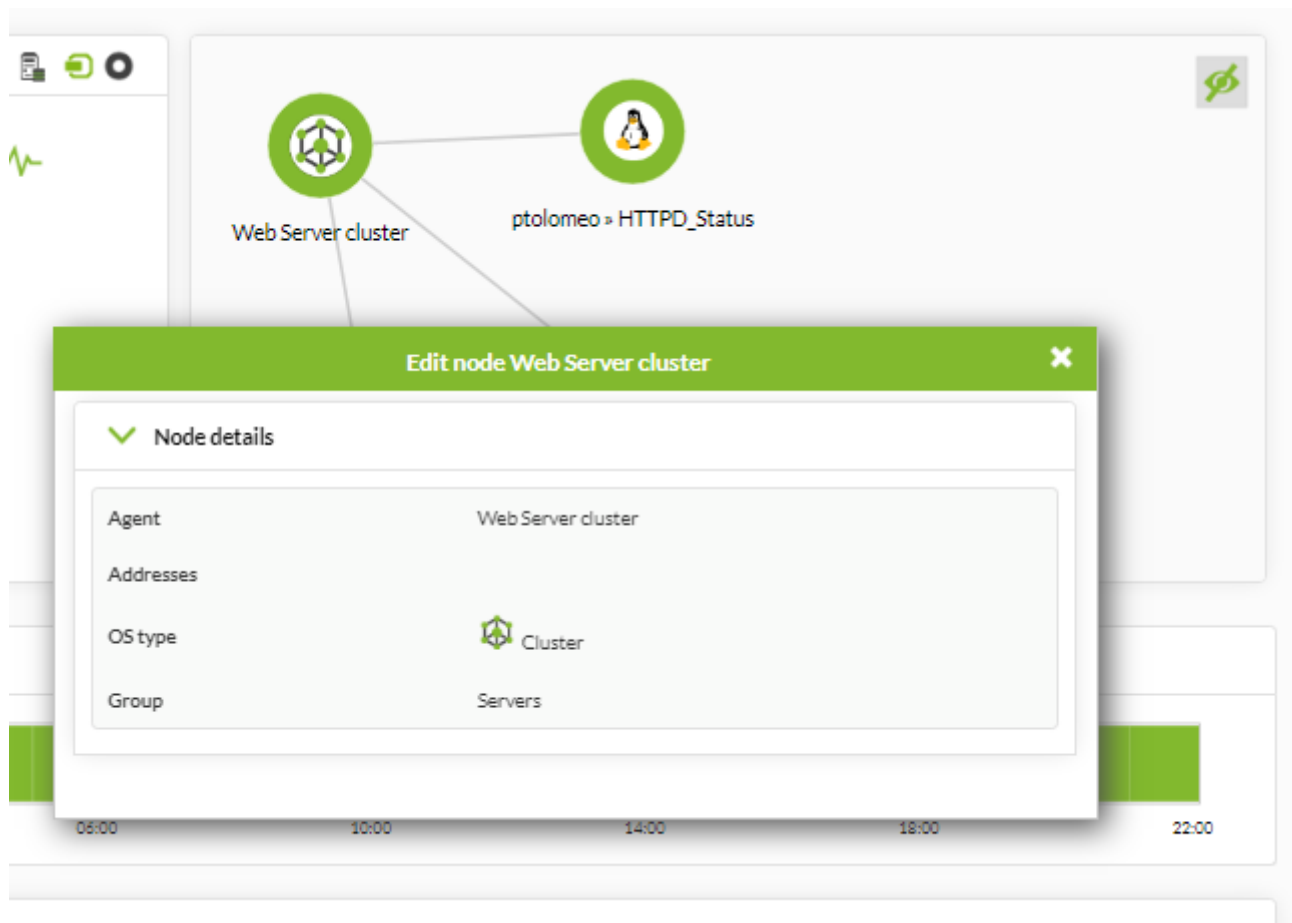 ptolomeo » HTTPD_Status
Web Server cluster
Edit node Web Server cluster
Node details
Agent Web Server cluster
Addresses
OS type Cluster
Group Servers
06:00 10:00 14:00 18:00 22:00